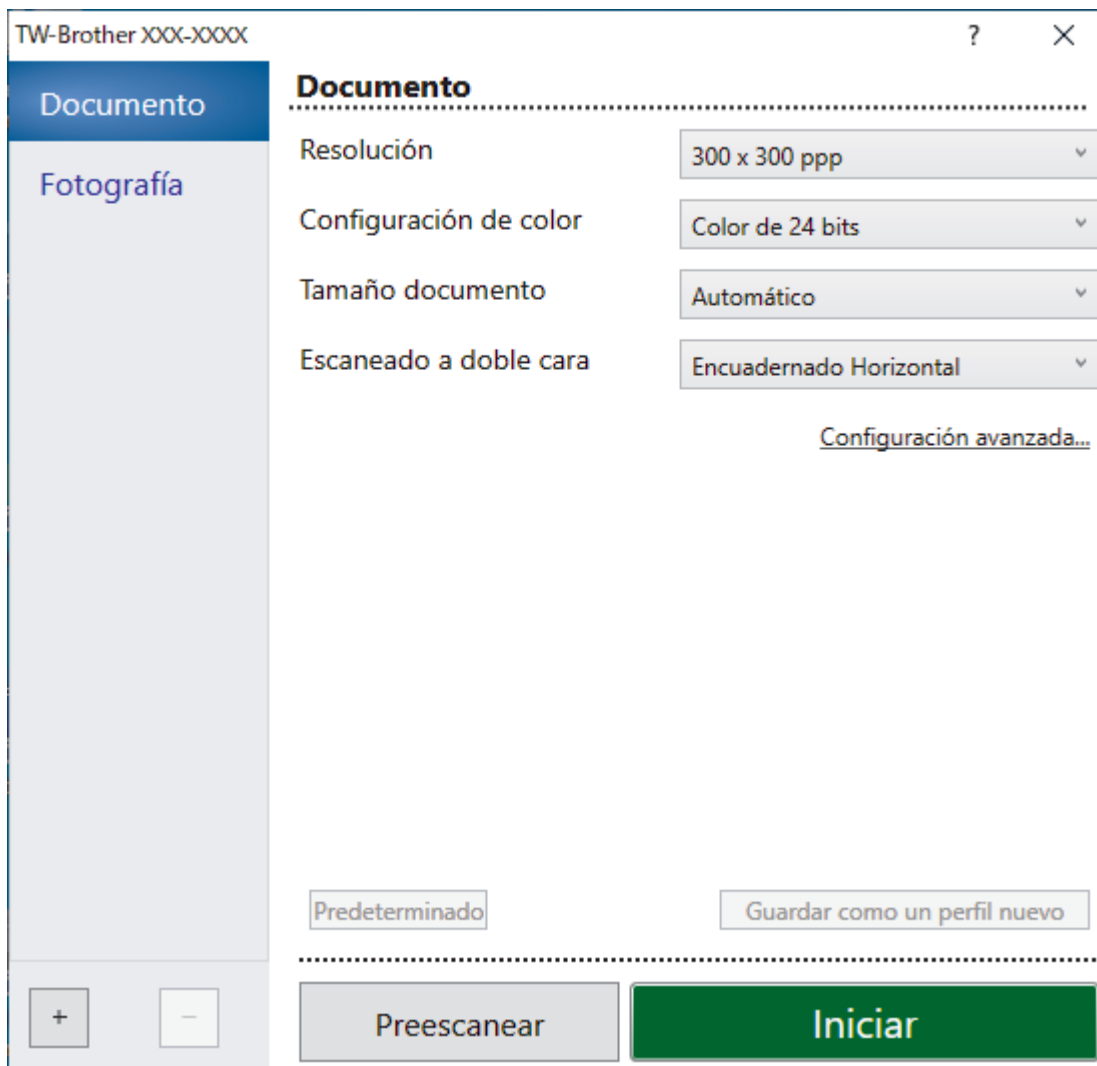 TW-Brother XXX-XXXX
?
Documento
Fotografía
Documento
Resolución
300 x 300 ppp
Configuración de color
Color de 24 bits
Tamaño documento
Automático
Escaneado a doble cara
Encuadernado Horizontal
Configuración avanzada...
Predeterminado
Guardar como un perfil nuevo
+
−
Preescanear
Iniciar